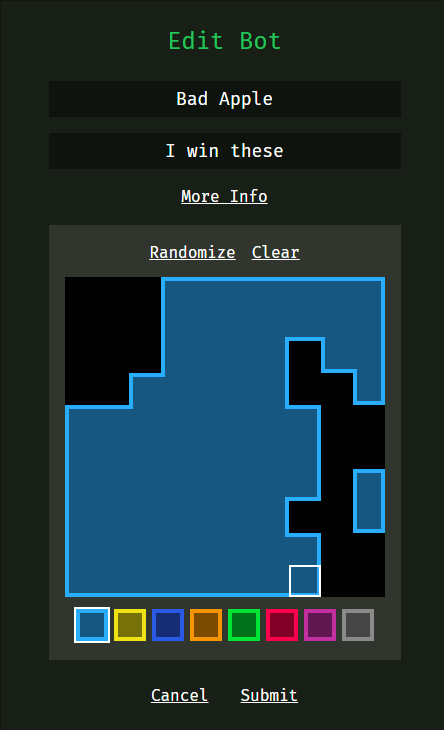 Edit Bot
Bad Apple
I win these
More Info
Randomize Clear
Cancel Submit